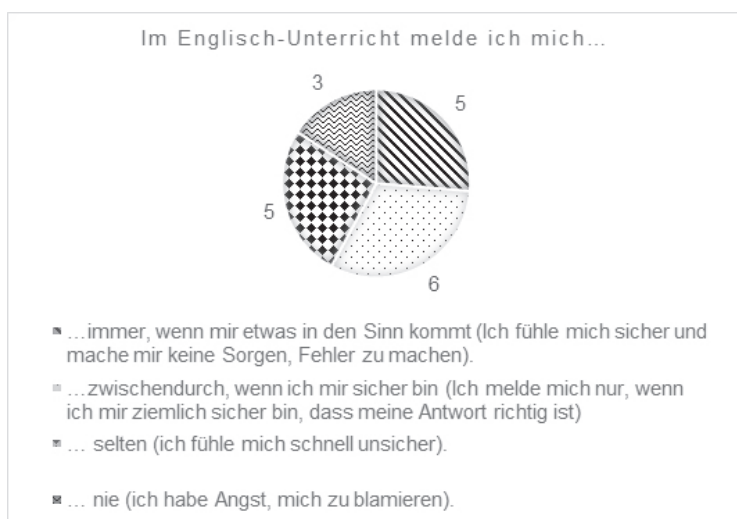 Im Englisch-Unterricht melde ich mich...
3
5
5
6
...immer, wenn mir etwas in den Sinn kommt (Ich fühle mich sicher und
mache mir keine Sorgen, Fehler zu machen).
...zwischendurch, wenn ich mir sicher bin (Ich melde mich nur, wenn
ich mir ziemlich sicher bin, dass meine Antwort richtig ist)
... selten (ich fühle mich schnell unsicher).
... nie (ich habe Angst, mich zu blamieren).